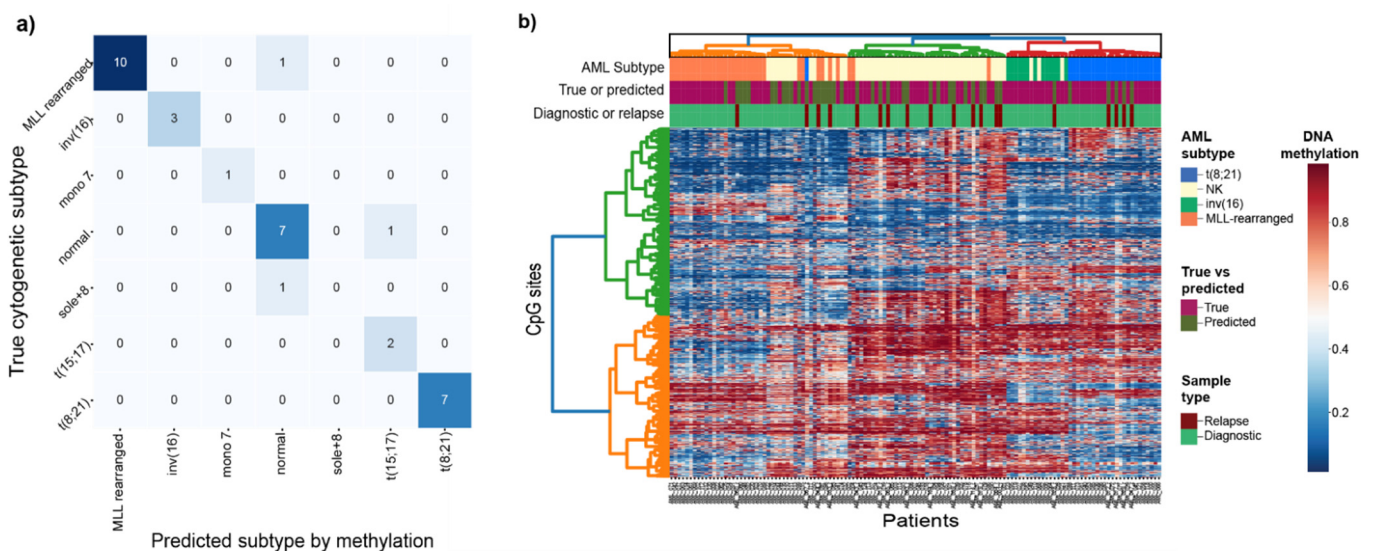 a)
True cytogenetic subtype
MLL rearranged
10 0 0 1 0 0 0
inv(16)
0 3 0 0 0 0 0
mono 7
0 0 1 0 0 0 0
normal
0 0 0 7 0 1 0
sole+8
0 0 0 1 0 0 0
t(15;17)
0 0 0 0 0 2 0
t(8;21)
0 0 0 0 0 0 7
MLL rearranged
inv(16)
mono 7
normal
sole+8
t(15:17)
t(8:21)
Predicted subtype by methylation
b)
AML Subtype
True or predicted
Diagnostic or relapse
CpG sites
Patients
AML
subtype
t(8;21)
NK
inv(16)
MLL-rearranged
True vs
predicted
True
Predicted
Sample
type
Relapse
Diagnostic
DNA
methylation
0.8
0.6
0.4
0.2